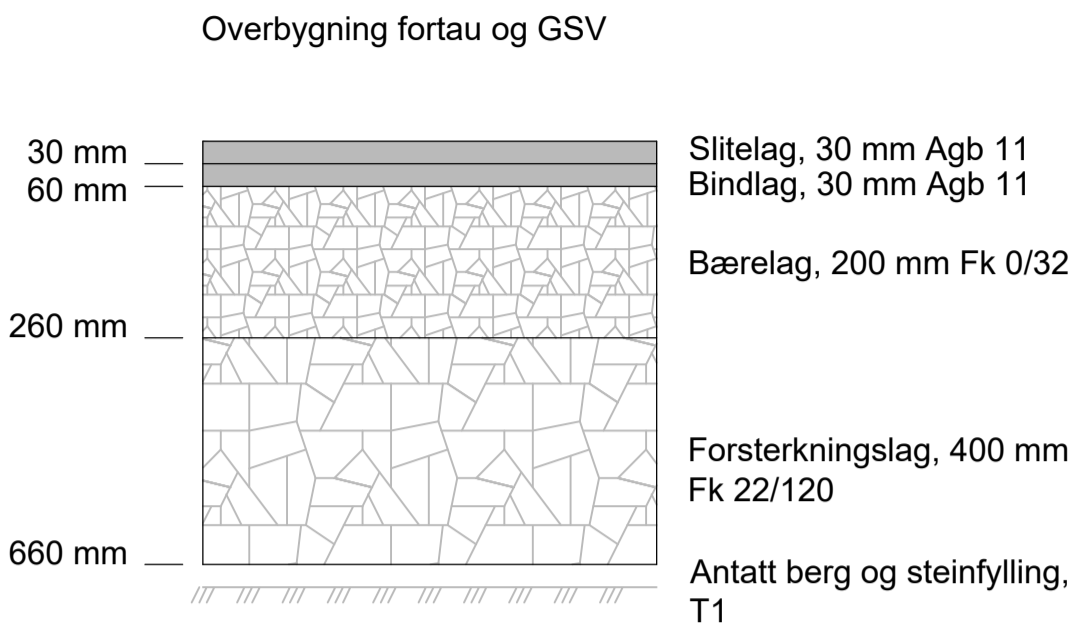 Overbygning fortau og GSV
30 mm
Slitelag, 30 mm Agb 11
60 mm
Bindlag, 30 mm Agb 11
Bærelag, 200 mm Fk 0/32
260 mm
Forsterkningslag, 400 mm
Fk 22/120
660 mm
Antatt berg og steinfylling,
T1